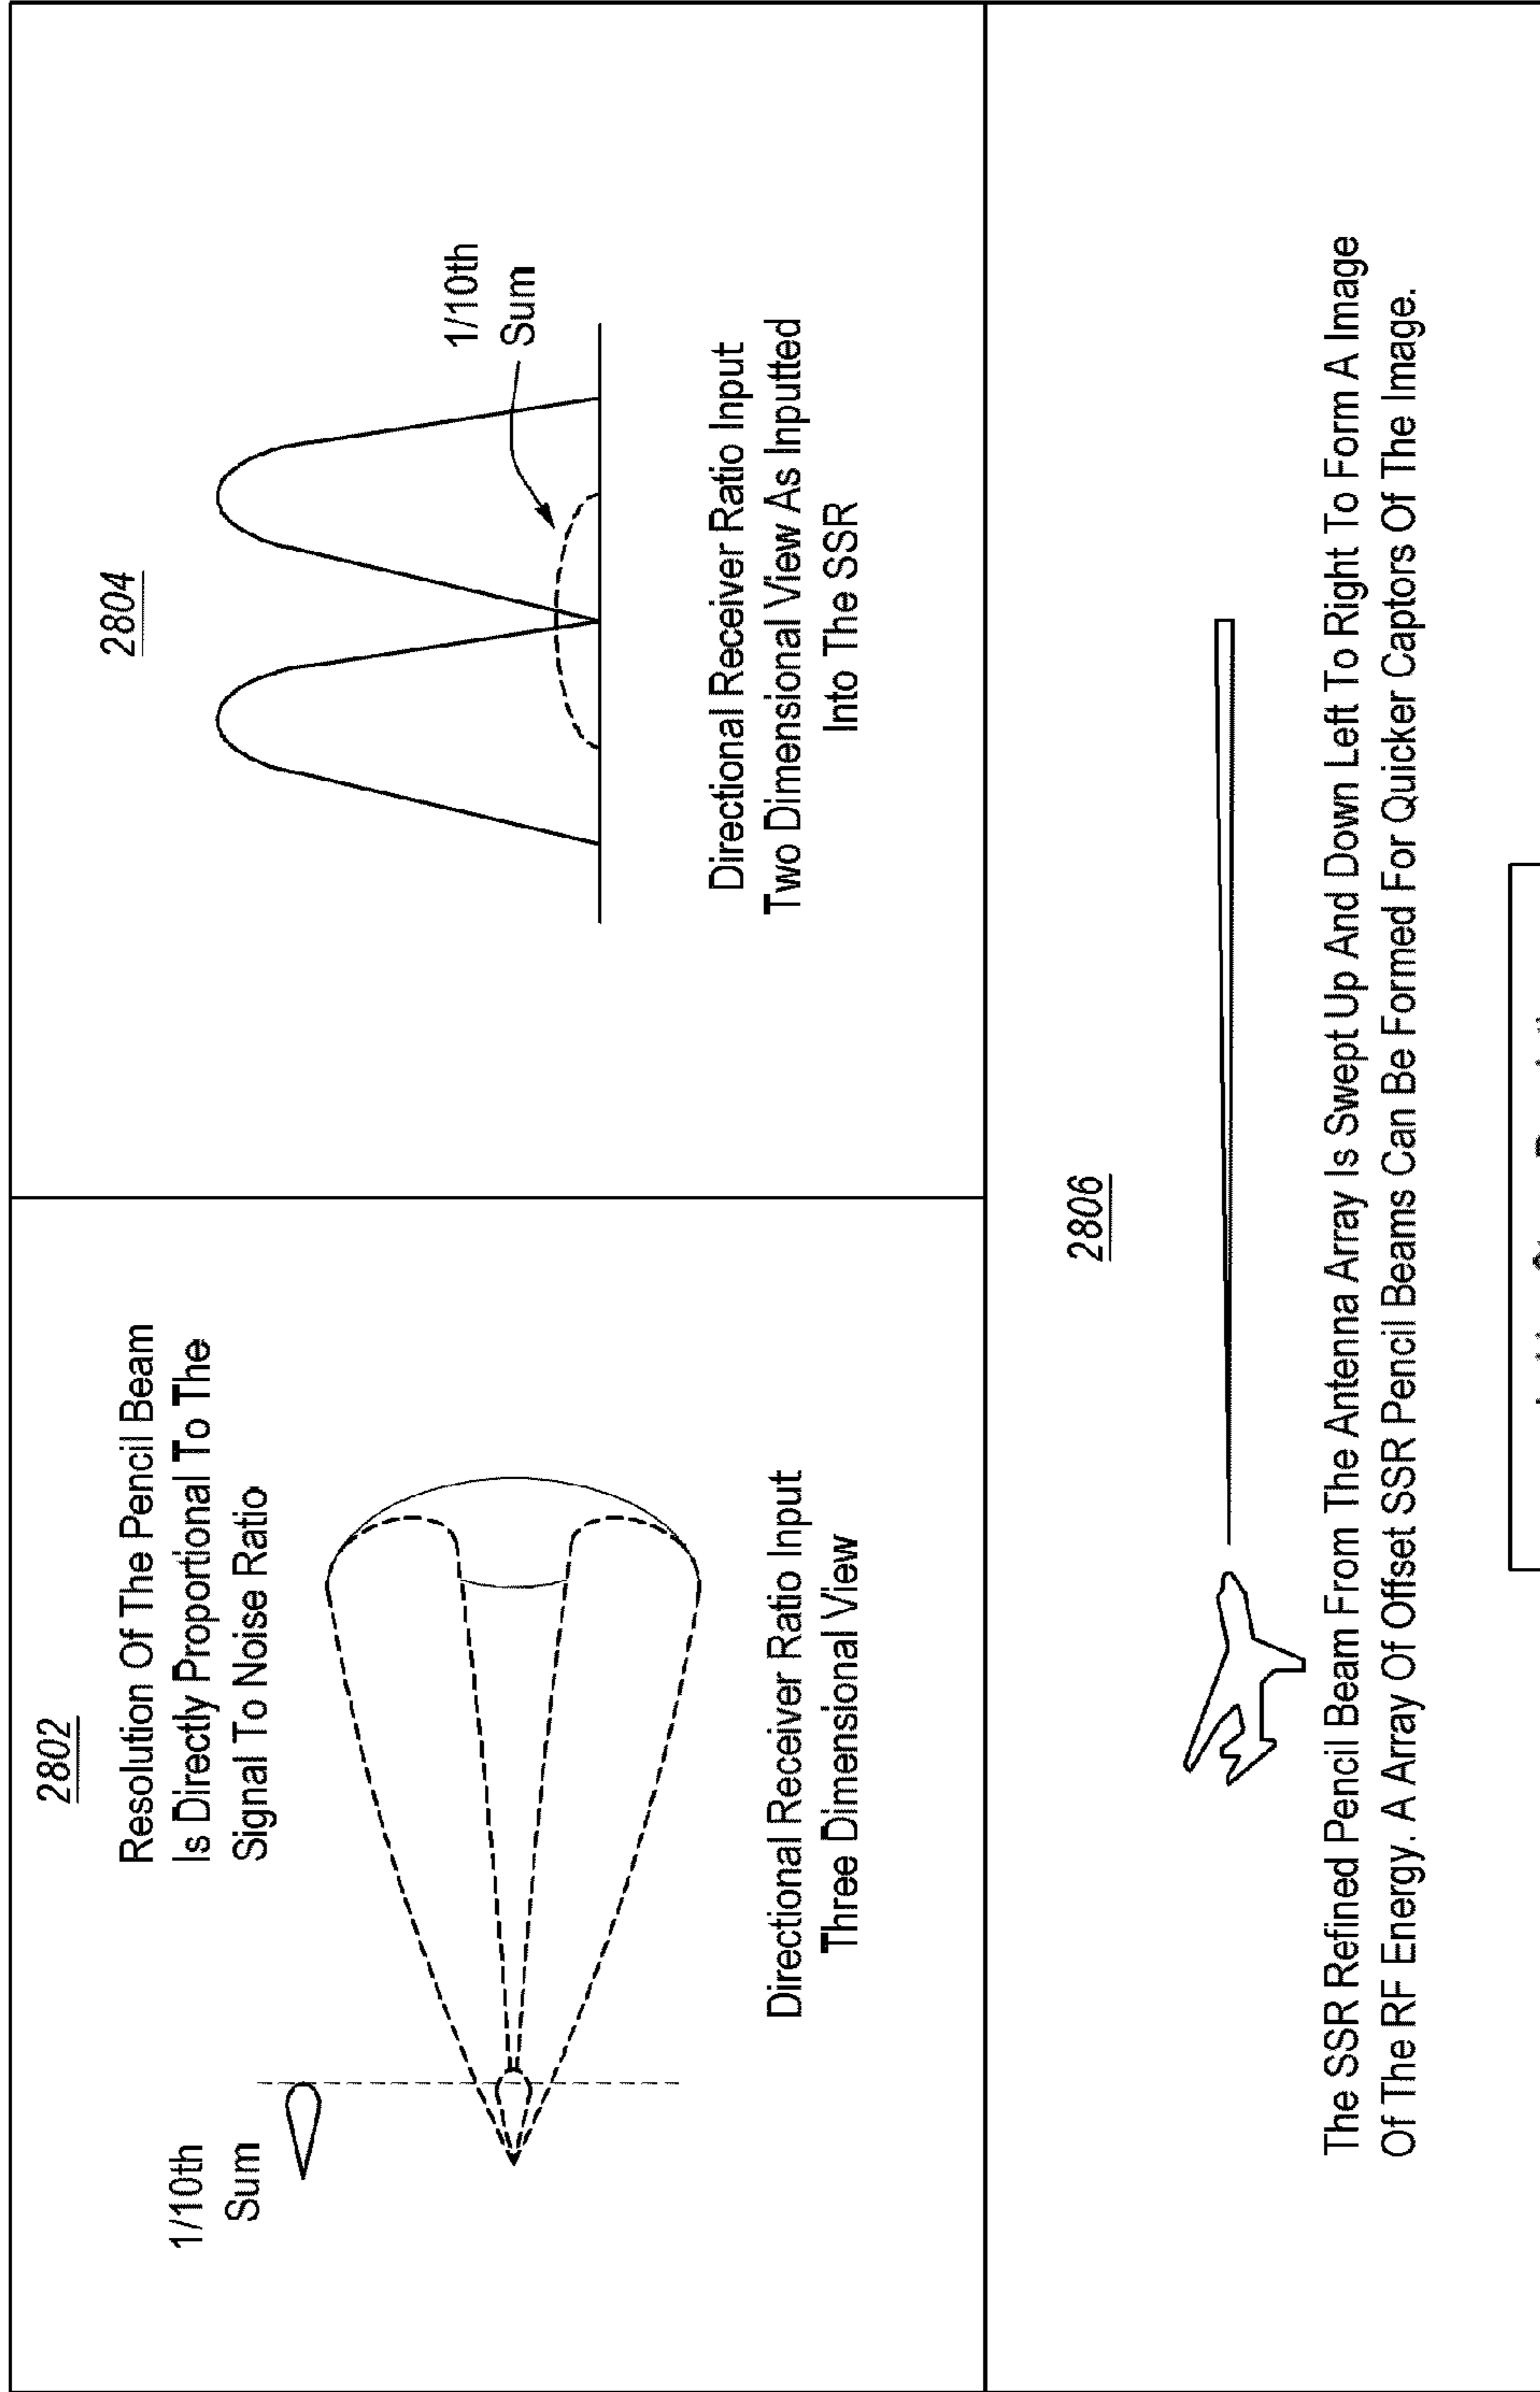 2802
Resolution Of The Pencil Beam
Is Directly Proportional To The
Signal To Noise Ratio
1/10th
Sum
Directional Receiver Ratio Input
Three Dimensional View
2804
1/10th
Sum
Directional Receiver Ratio Input
Two Dimensional View As Inputted
Into The SSR
2806
The SSR Refined Pencil Beam From The Antenna Array Is Swept Up And Down Left To Right To Form A Image
Of The RF Energy. A Array Of Offset SSR Pencil Beams Can Be Formed For Quicker Captors Of The Image.